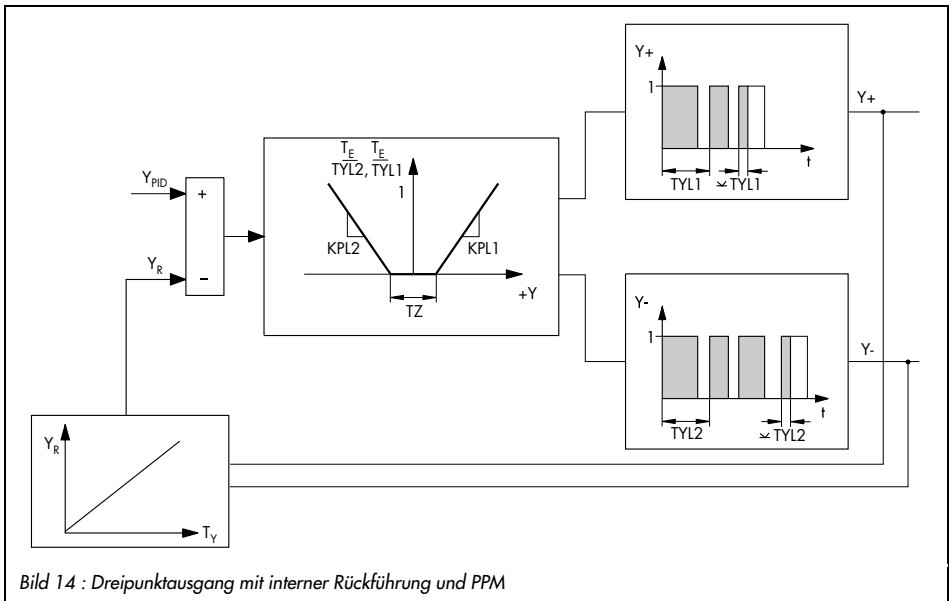 Y+
1
t
TYL1
K TYL1
Y+
T_E T_E
TYL2, TYL1
1
Y_PID
+
Y_R
–
KPL2
KPL1
+Y
TZ
Y-
1
t
TYL2
K TYL2
Y-
Y_R
T_Y
Bild 14 : Dreipunktausgang mit interner Rückführung und PPM